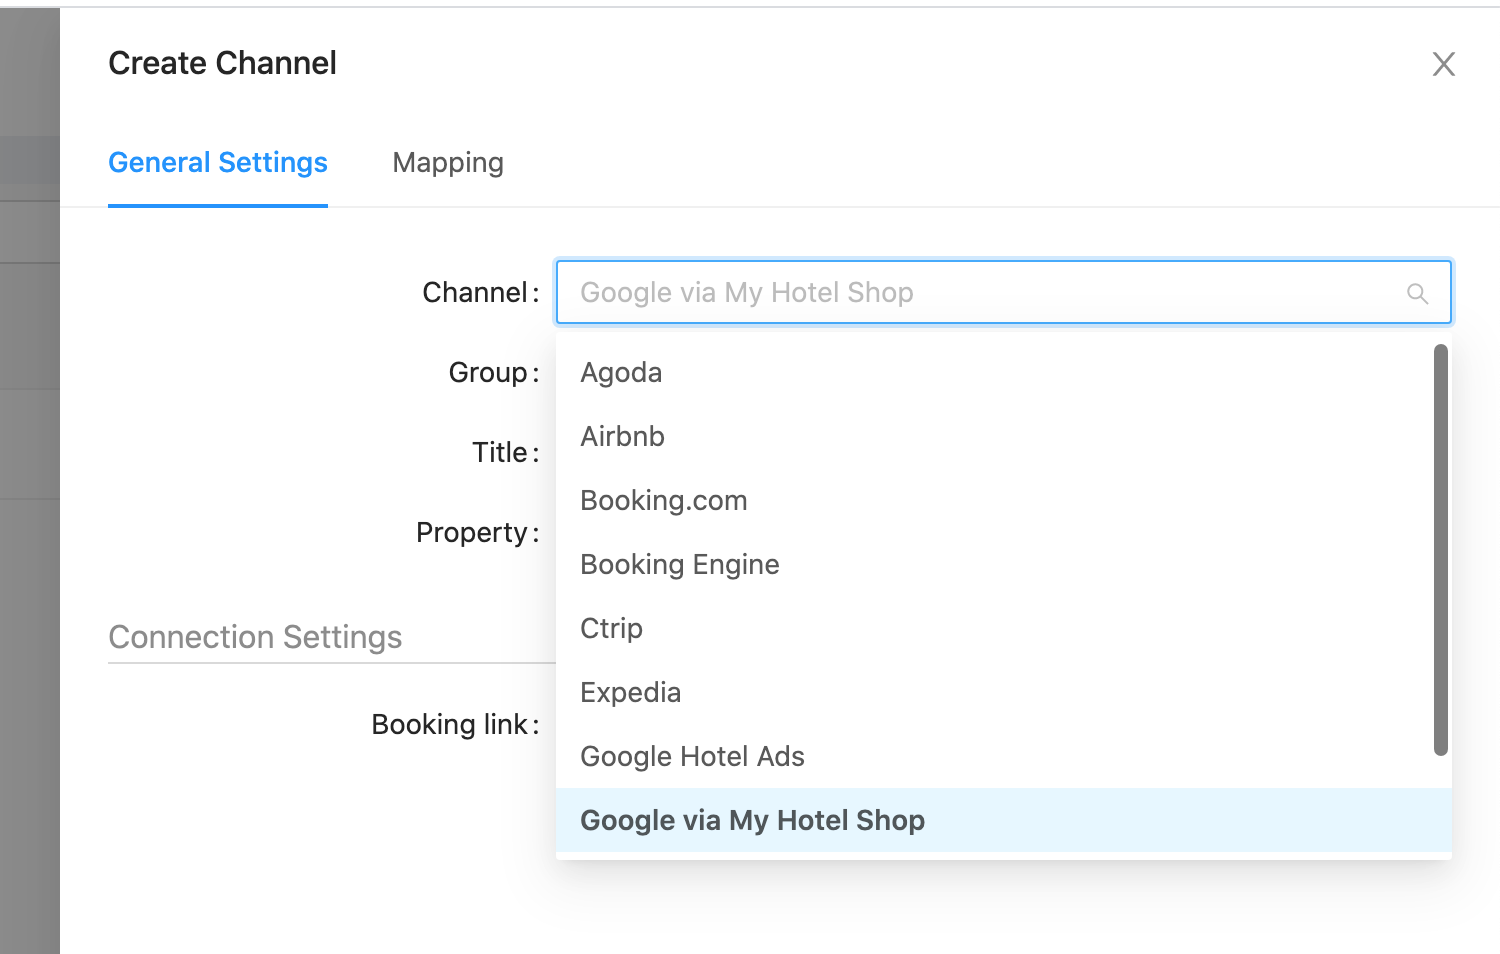 Create Channel
General Settings Mapping
Channel: Google via My Hotel Shop
Group:
Title:
Property:
Agoda
Airbnb
Booking.com
Booking Engine
Ctrip
Expedia
Google Hotel Ads
Google via My Hotel Shop
Connection Settings
Booking link: